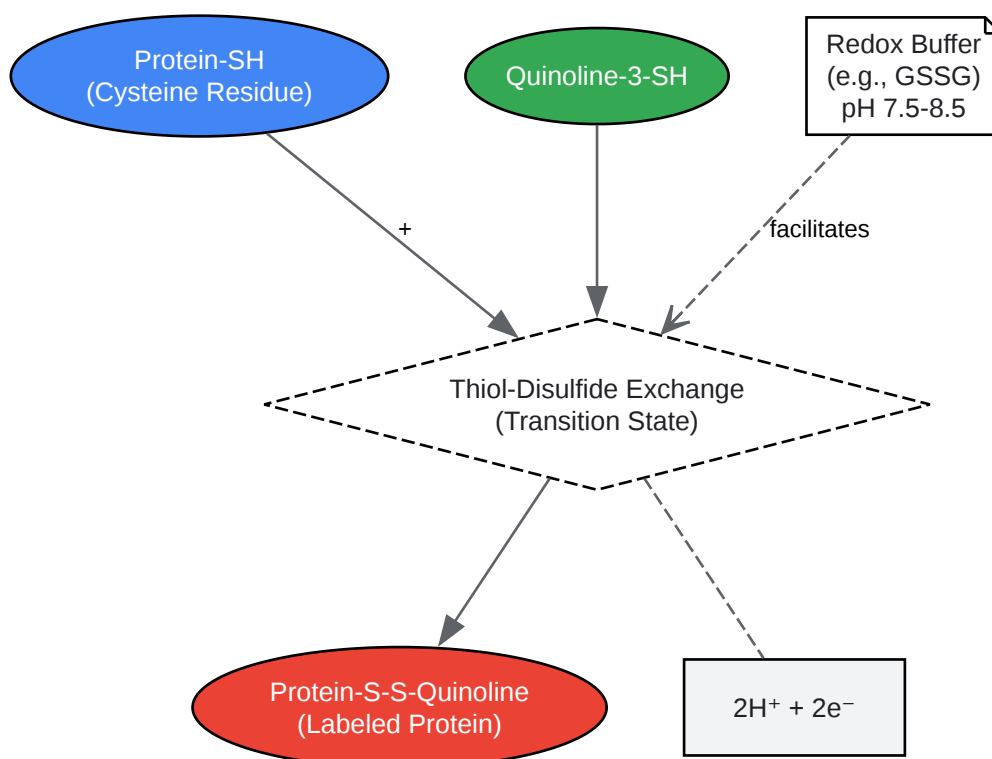 Protein-SH
(Cysteine Residue)
Quinoline-3-SH
Redox Buffer
(e.g., GSSG)
pH 7.5-8.5
+
facilitates
Thiol-Disulfide Exchange
(Transition State)
Protein-S-S-Quinoline
(Labeled Protein)
2H⁺ + 2e⁻